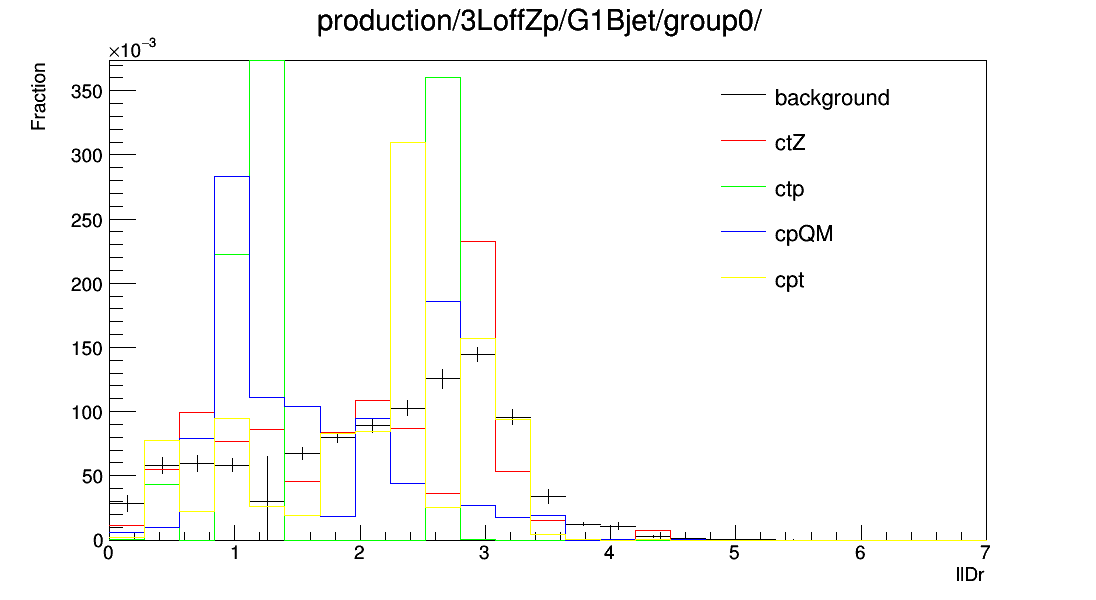 production/3LoffZp/G1Bjet/group0/
×10⁻³
Fraction
350
300
250
200
150
100
50
0
background
ctZ
ctp
cpQM
cpt
0 1 2 3 4 5 6 7
llDr